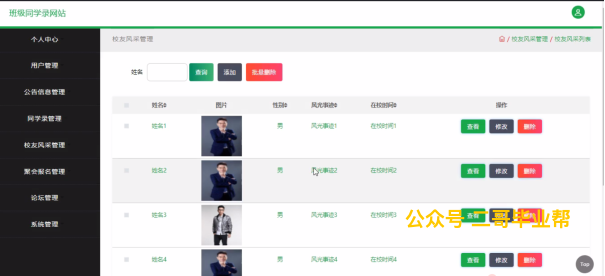 班级同学录网站
个人中心
用户管理
公告信息管理
同学录管理
校友风采管理
聚会报名管理
论坛管理
系统管理
校友风采管理
/ 校友风采管理 / 校友风采列表
姓名 查询 添加 批量删除
姓名 图片 性别 风光事迹 在校时间 操作
姓名1 男 风光事迹1 在校时间1 查看 修改 删除
姓名2 男 风光事迹2 在校时间2 查看 修改 删除
姓名3 男 风光事迹3 在校时间3 查看 修改 删除
公众号 二哥毕业帮
姓名4 男 风光事迹4 在校时间4 查看 修改 删除
Top